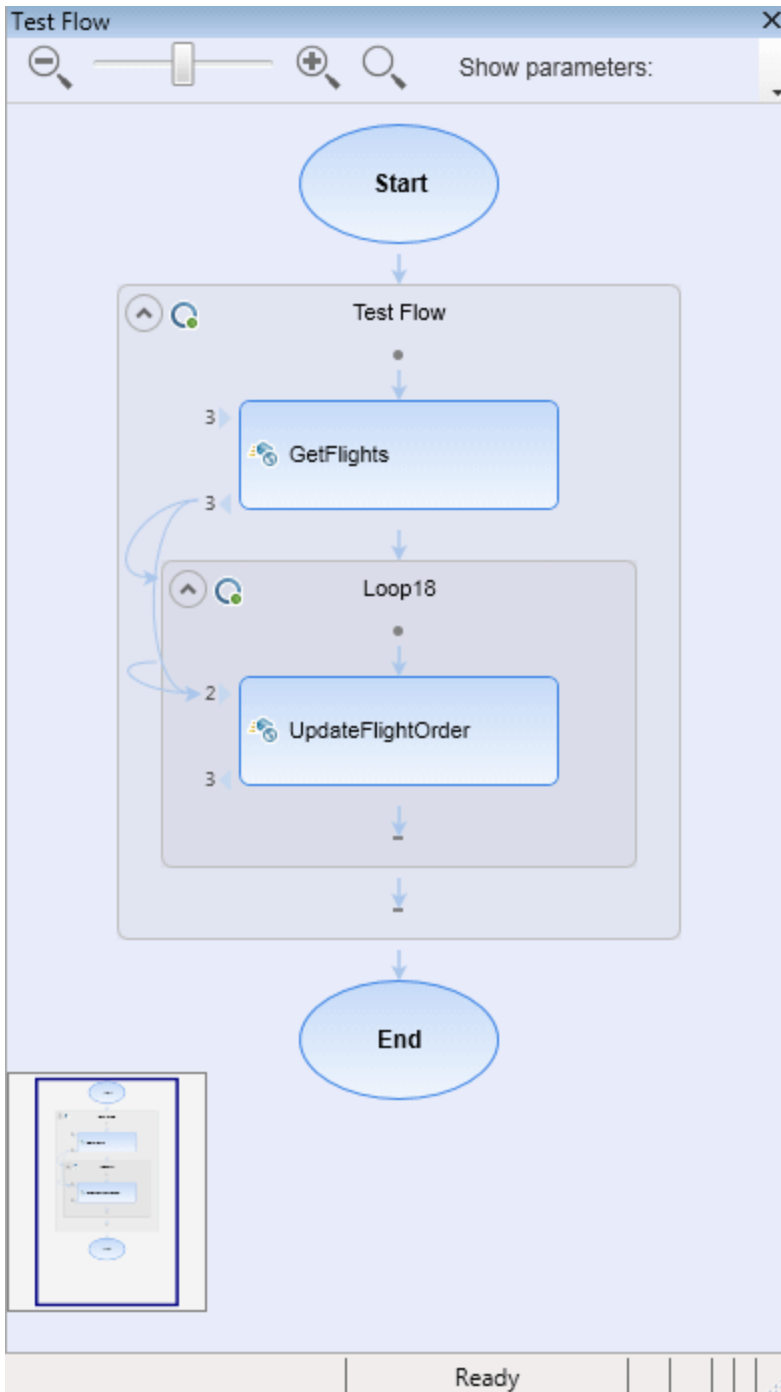 Test Flow
Show parameters:
Start
Test Flow
3
GetFlights
3
Loop18
2
UpdateFlightOrder
3
End
Ready